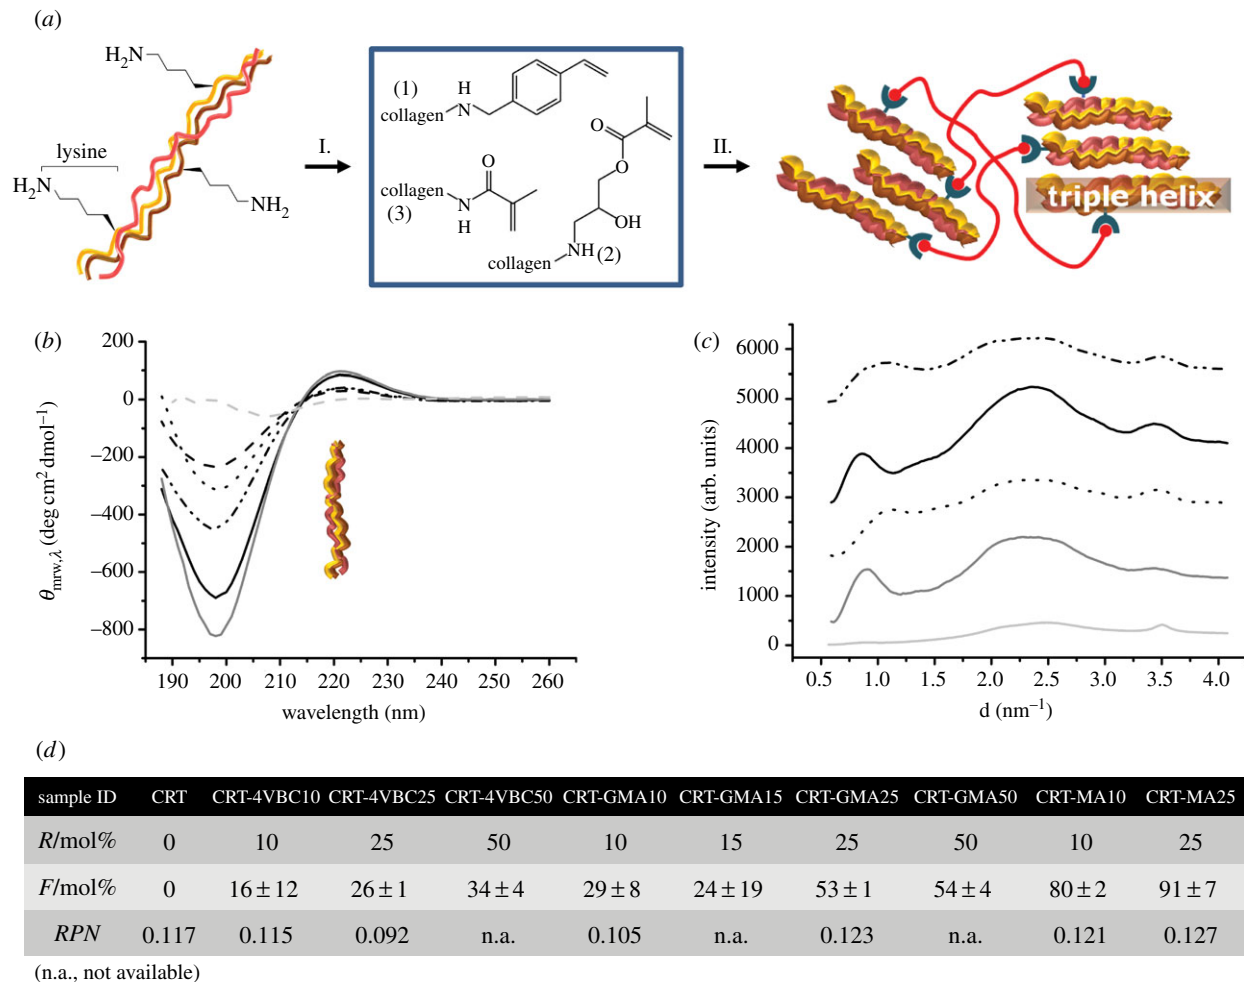 (a)
H₂N
lysine
H₂N
NH₂
I.
(1)
H
N
collagen
O
collagen
(3)
N
H
O
O
OH
NH
(2)
collagen
II.
triple helix
(b)
200
0
−200
−400
−600
−800
θmrw,λ (deg cm² dmol⁻¹)
190 200 210 220 230 240 250 260
wavelength (nm)
(c)
6000
5000
4000
3000
2000
1000
0
intensity (arb. units)
0.5 1.0 1.5 2.0 2.5 3.0 3.5 4.0
d (nm⁻¹)
(d)
sample ID CRT CRT-4VBC10 CRT-4VBC25 CRT-4VBC50 CRT-GMA10 CRT-GMA15 CRT-GMA25 CRT-GMA50 CRT-MA10 CRT-MA25
R/mol% 0 10 25 50 10 15 25 50 10 25
F/mol% 0 16 ± 12 26 ± 1 34 ± 4 29 ± 8 24 ± 19 53 ± 1 54 ± 4 80 ± 2 91 ± 7
RPN 0.117 0.115 0.092 n.a. 0.105 n.a. 0.123 n.a. 0.121 0.127
(n.a., not available)